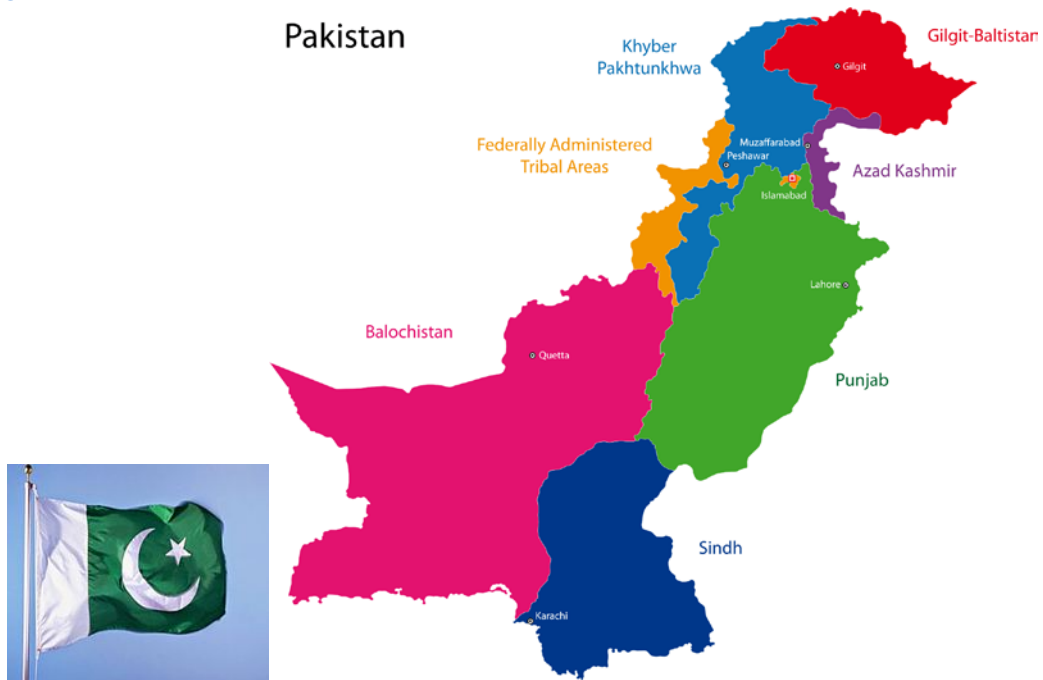 Pakistan
Gilgit-Baltistan
Khyber
Pakhtunkhwa
Gilgit
Federally Administered
Tribal Areas
Muzaffarabad
Peshawar
Azad Kashmir
Islamabad
Lahore
Balochistan
Quetta
Punjab
Sindh
Karachi